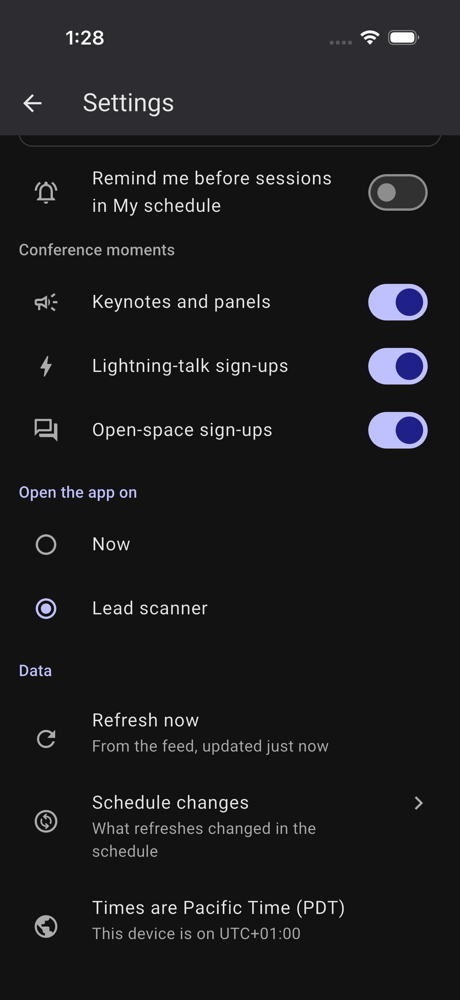 1:28
Settings
Remind me before sessions
in My schedule
Conference moments
Keynotes and panels
Lightning-talk sign-ups
Open-space sign-ups
Open the app on
Now
Lead scanner
Data
Refresh now
From the feed, updated just now
Schedule changes
What refreshes changed in the
schedule
Times are Pacific Time (PDT)
This device is on UTC+01:00